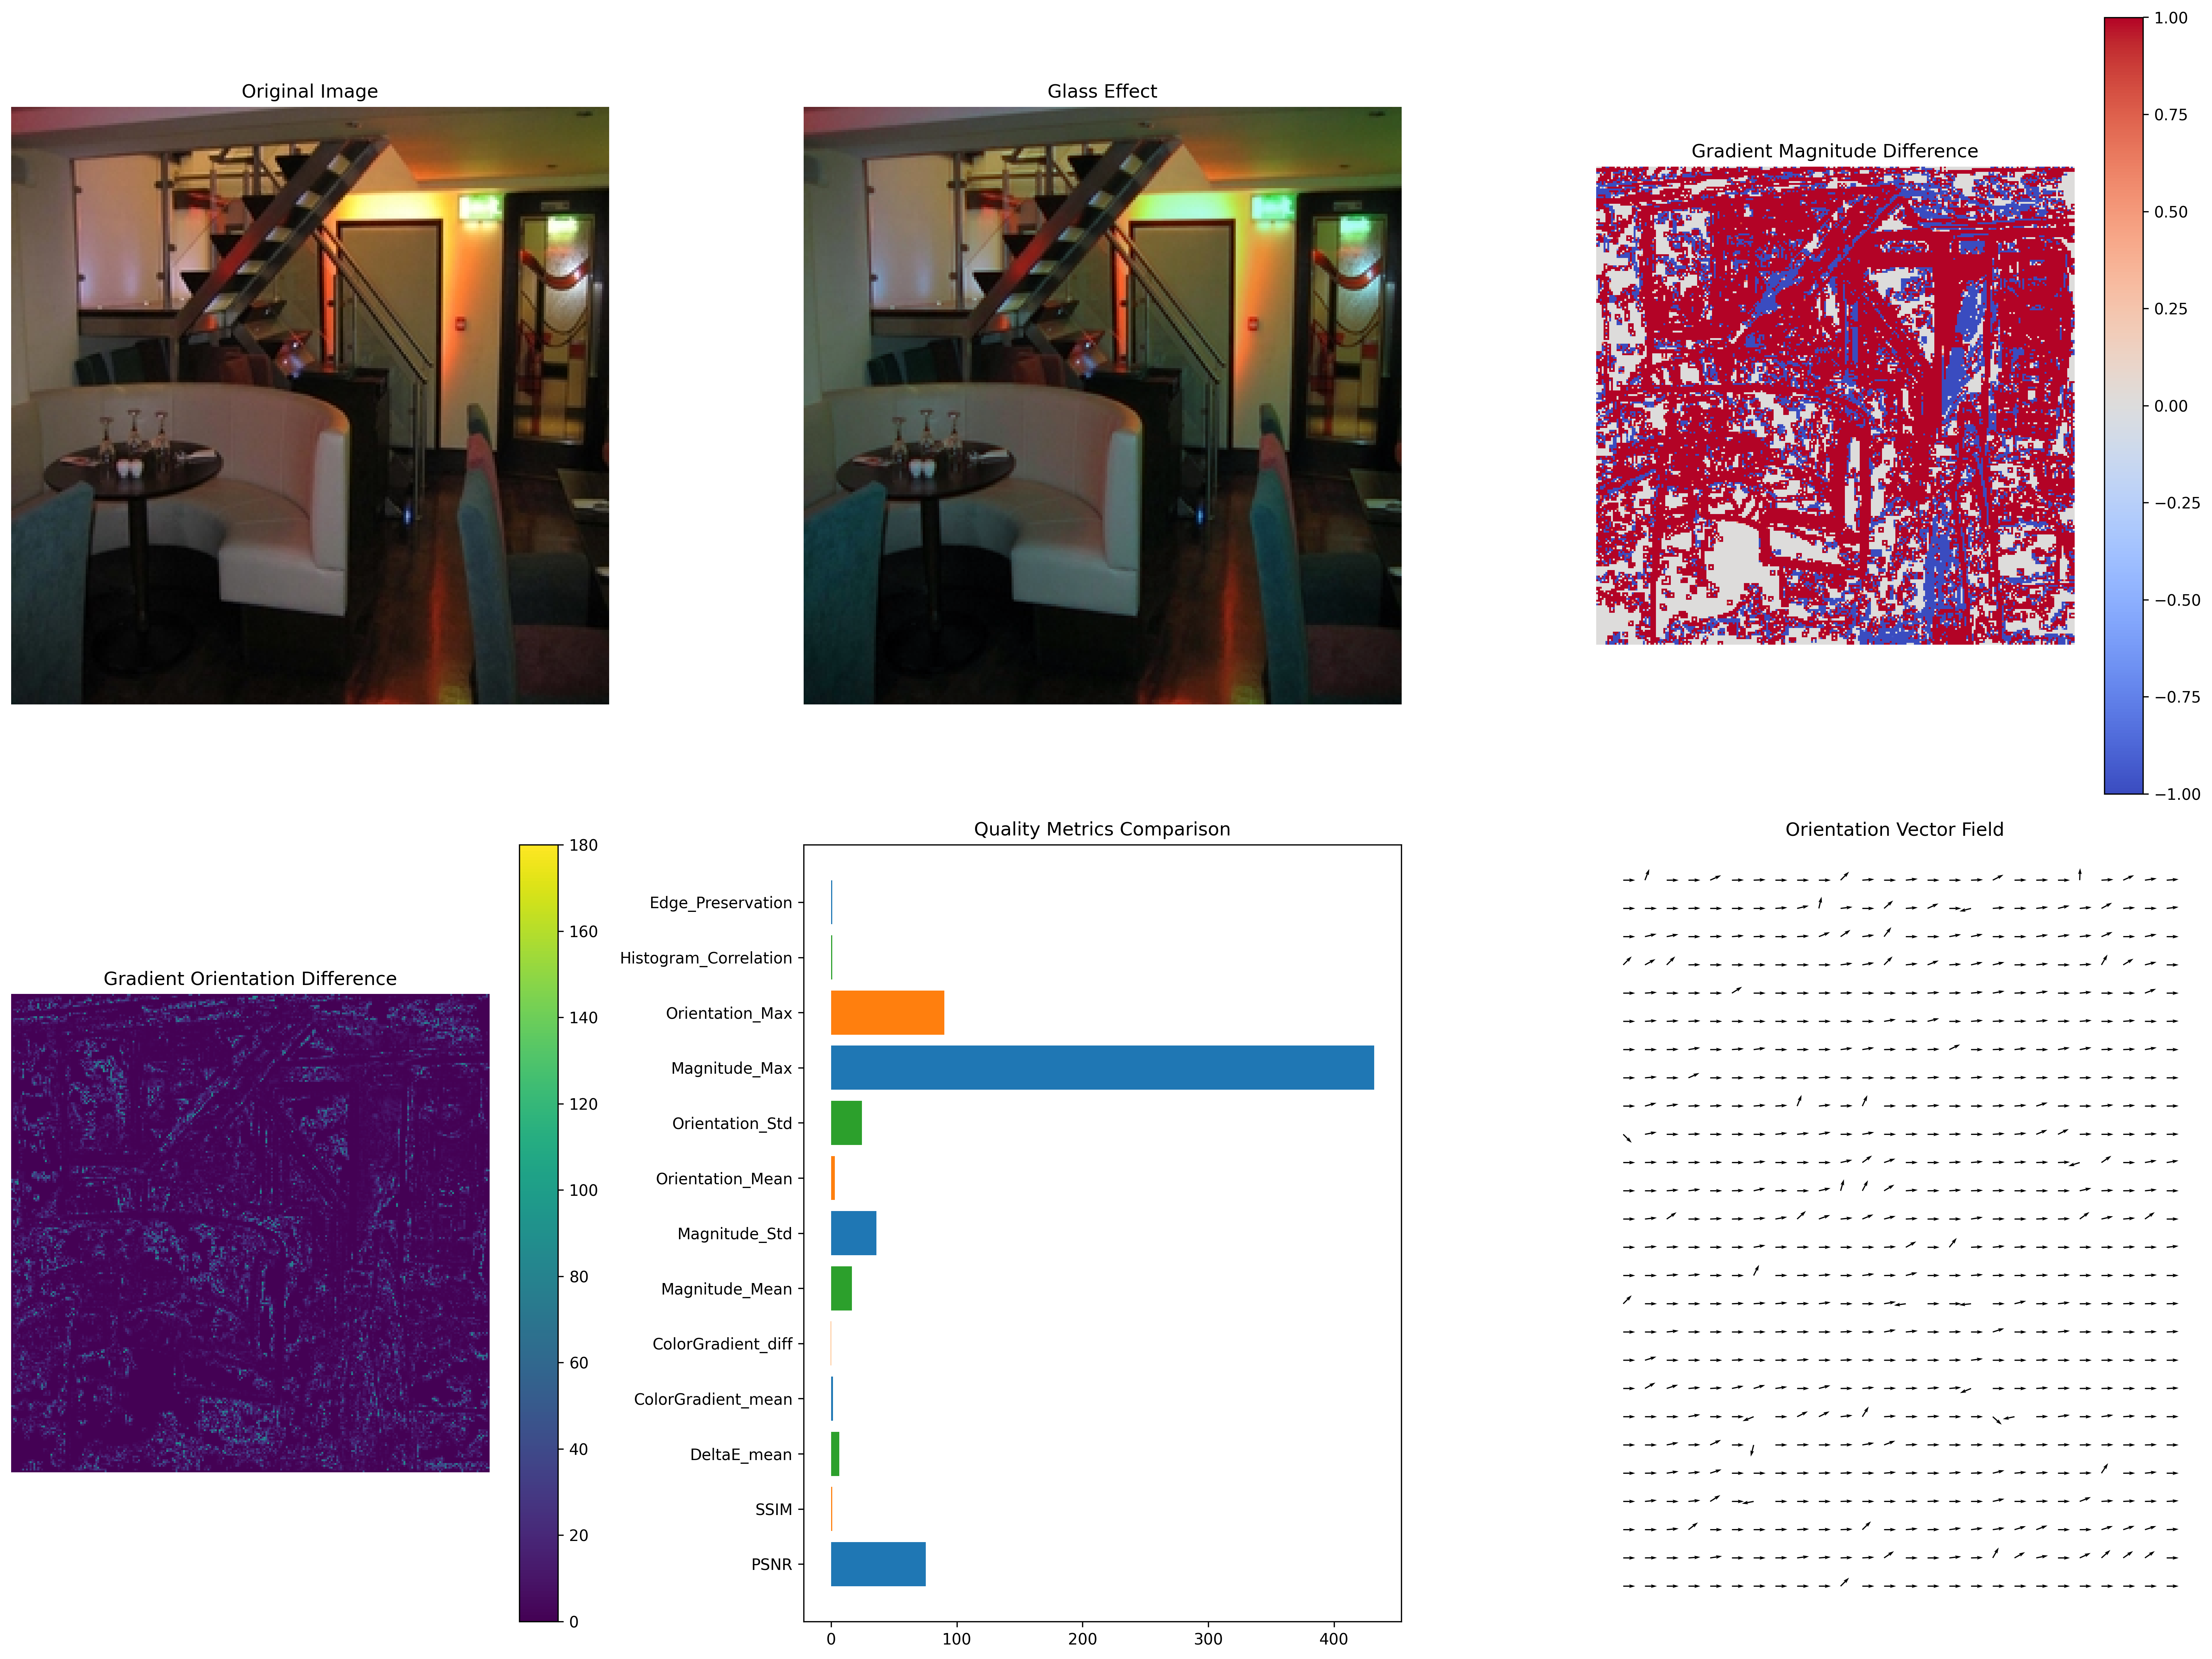 Original Image
Glass Effect
Gradient Magnitude Difference
1.00
0.75
0.50
0.25
0.00
−0.25
−0.50
−0.75
−1.00
Gradient Orientation Difference
180
160
140
120
100
80
60
40
20
0
Quality Metrics Comparison
Edge_Preservation
Histogram_Correlation
Orientation_Max
Magnitude_Max
Orientation_Std
Orientation_Mean
Magnitude_Std
Magnitude_Mean
ColorGradient_diff
ColorGradient_mean
DeltaE_mean
SSIM
PSNR
0 100 200 300 400
Orientation Vector Field